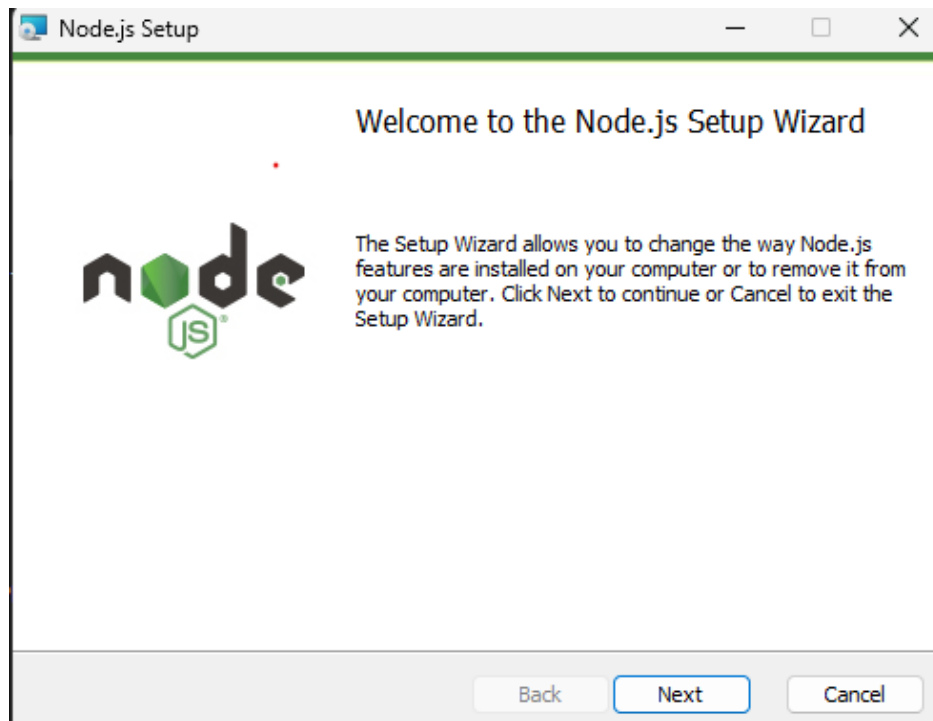 Node.js Setup
Welcome to the Node.js Setup Wizard
node
JS®
The Setup Wizard allows you to change the way Node.js
features are installed on your computer or to remove it from
your computer. Click Next to continue or Cancel to exit the
Setup Wizard.
Back Next Cancel